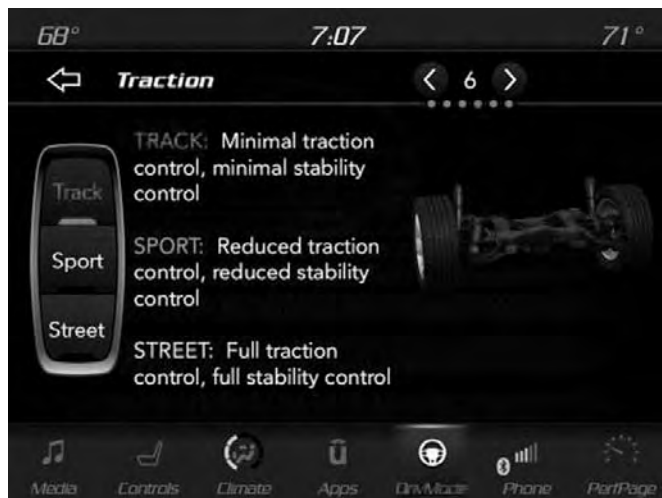 68° 7:07 71°
Traction 6
TRACK: Minimal traction
control, minimal stability
control
Track
SPORT: Reduced traction
control, reduced stability
control
Sport
STREET: Full traction
control, full stability control
Street
Media Controls Climate Apps DrvMode Phone PerfPage